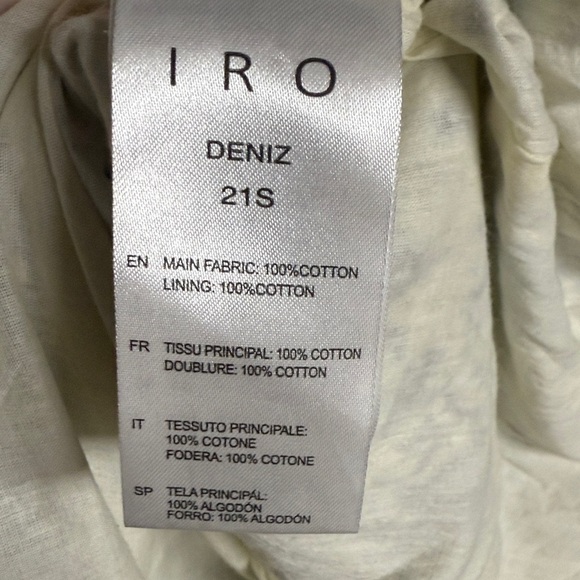 IRO
DENIZ
21S
EN MAIN FABRIC: 100%COTTON
LINING: 100%COTTON
FR TISSU PRINCIPAL: 100% COTTON
DOUBLURE: 100% COTTON
IT TESSUTO PRINCIPALE:
100% COTONE
FODERA: 100% COTONE
SP TELA PRINCIPÁL:
100% ALGODÓN
FORRO: 100% ALGODÓN